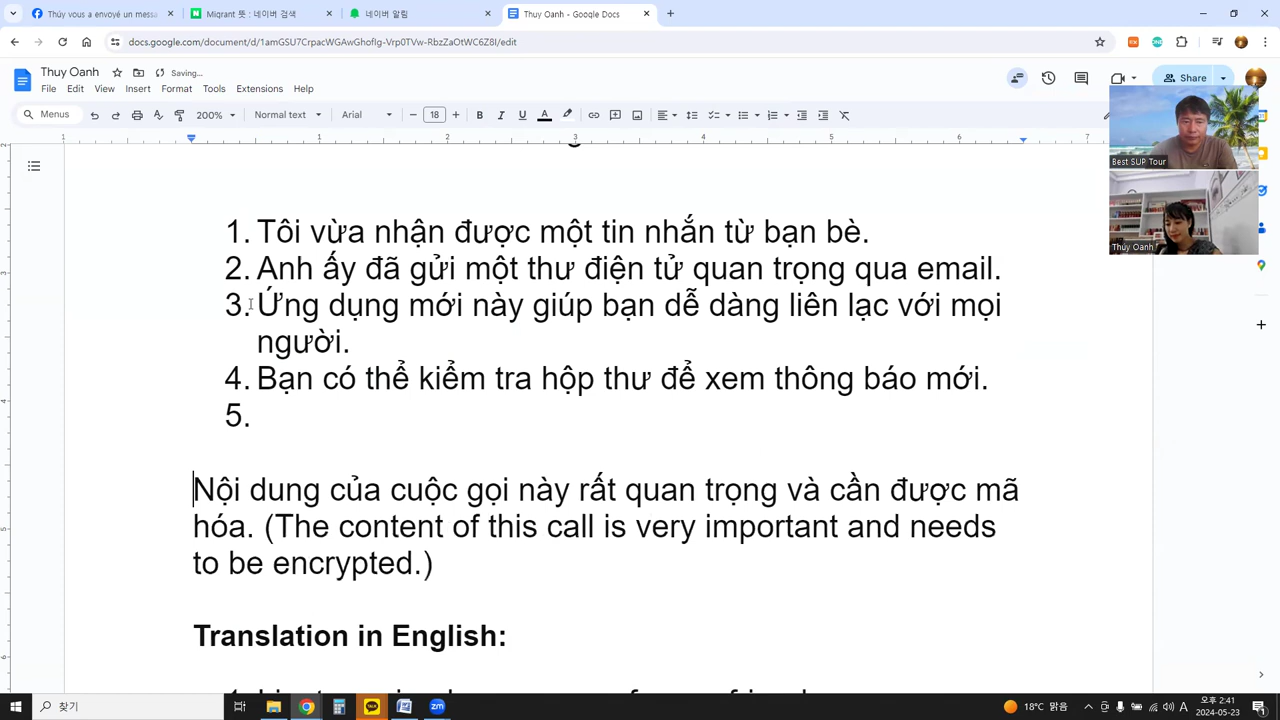 Thúy vous a envoyé un messa
Miqrant 뜻 : 네이버 검색
네이버 알림
Thuy Oanh - Google Docs
docs.google.com/document/d/1amGSU7CrpacWGAwGhofIg-Vrp0TVw-RbzZaOtWC6Z8I/edit
Thuy Oanh
Saving...
File Edit View Insert Format Tools Extensions Help
Share
Menus
200%
Normal text
Arial
18
1. Tôi vừa nhận được một tin nhắn từ bạn bè.
2. Anh ấy đã gửi một thư điện tử quan trọng qua email.
3. Ứng dụng mới này giúp bạn dễ dàng liên lạc với mọi
người.
4. Bạn có thể kiểm tra hộp thư để xem thông báo mới.
5.
Nội dung của cuộc gọi này rất quan trọng và cần được mã
hóa. (The content of this call is very important and needs
to be encrypted.)
Translation in English:
Best SUP Tour
Thúy Oanh
찾기
18°C 맑음
오후 2:41
2024-05-23